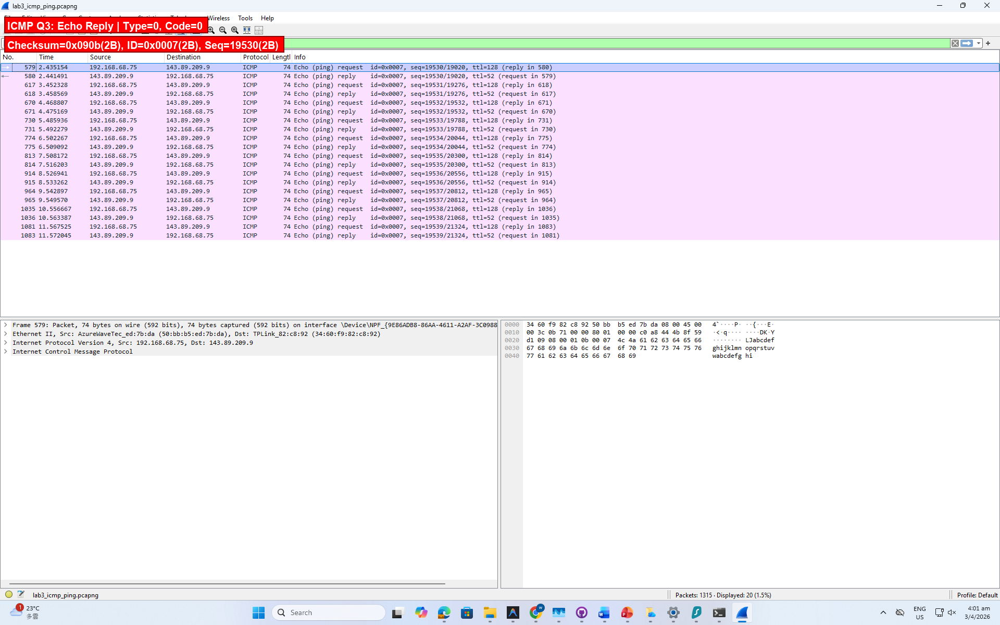 lab3_icmp_ping.pcapng
Wireless Tools Help
ICMP Q3: Echo Reply | Type=0, Code=0
Checksum=0x090b(2B), ID=0x0007(2B), Seq=19530(2B)
No. Time Source Destination Protocol Lengtl Info
579 2.435154 192.168.68.75 143.89.209.9 ICMP 74 Echo (ping) request id=0x0007, seq=19530/19020, ttl=128 (reply in 580)
580 2.441491 143.89.209.9 192.168.68.75 ICMP 74 Echo (ping) reply id=0x0007, seq=19530/19020, ttl=52 (request in 579)
617 3.452328 192.168.68.75 143.89.209.9 ICMP 74 Echo (ping) request id=0x0007, seq=19531/19276, ttl=128 (reply in 618)
618 3.458569 143.89.209.9 192.168.68.75 ICMP 74 Echo (ping) reply id=0x0007, seq=19531/19276, ttl=52 (request in 617)
670 4.468807 192.168.68.75 143.89.209.9 ICMP 74 Echo (ping) request id=0x0007, seq=19532/19532, ttl=128 (reply in 671)
671 4.475169 143.89.209.9 192.168.68.75 ICMP 74 Echo (ping) reply id=0x0007, seq=19532/19532, ttl=52 (request in 670)
730 5.485936 192.168.68.75 143.89.209.9 ICMP 74 Echo (ping) request id=0x0007, seq=19533/19788, ttl=128 (reply in 731)
731 5.492279 143.89.209.9 192.168.68.75 ICMP 74 Echo (ping) reply id=0x0007, seq=19533/19788, ttl=52 (request in 730)
774 6.502267 192.168.68.75 143.89.209.9 ICMP 74 Echo (ping) request id=0x0007, seq=19534/20044, ttl=128 (reply in 775)
775 6.509092 143.89.209.9 192.168.68.75 ICMP 74 Echo (ping) reply id=0x0007, seq=19534/20044, ttl=52 (request in 774)
813 7.508172 192.168.68.75 143.89.209.9 ICMP 74 Echo (ping) request id=0x0007, seq=19535/20300, ttl=128 (reply in 814)
814 7.516203 143.89.209.9 192.168.68.75 ICMP 74 Echo (ping) reply id=0x0007, seq=19535/20300, ttl=52 (request in 813)
914 8.526941 192.168.68.75 143.89.209.9 ICMP 74 Echo (ping) request id=0x0007, seq=19536/20556, ttl=128 (reply in 915)
915 8.533262 143.89.209.9 192.168.68.75 ICMP 74 Echo (ping) reply id=0x0007, seq=19536/20556, ttl=52 (request in 914)
964 9.542897 192.168.68.75 143.89.209.9 ICMP 74 Echo (ping) request id=0x0007, seq=19537/20812, ttl=128 (reply in 965)
965 9.549570 143.89.209.9 192.168.68.75 ICMP 74 Echo (ping) reply id=0x0007, seq=19537/20812, ttl=52 (request in 964)
1035 10.556667 192.168.68.75 143.89.209.9 ICMP 74 Echo (ping) request id=0x0007, seq=19538/21068, ttl=128 (reply in 1036)
1036 10.563387 143.89.209.9 192.168.68.75 ICMP 74 Echo (ping) reply id=0x0007, seq=19538/21068, ttl=52 (request in 1035)
1081 11.567525 192.168.68.75 143.89.209.9 ICMP 74 Echo (ping) request id=0x0007, seq=19539/21324, ttl=128 (reply in 1083)
1083 11.572045 143.89.209.9 192.168.68.75 ICMP 74 Echo (ping) reply id=0x0007, seq=19539/21324, ttl=52 (request in 1081)
Frame 579: Packet, 74 bytes on wire (592 bits), 74 bytes captured (592 bits) on interface \Device\NPF_{9E86ADB8-86AA-4611-A2AF-3C0988
Ethernet II, Src: AzureWaveTec_ed:7b:da (50:bb:b5:ed:7b:da), Dst: TPLink_82:c8:92 (34:60:f9:82:c8:92)
Internet Protocol Version 4, Src: 192.168.68.75, Dst: 143.89.209.9
Internet Control Message Protocol
0000 34 60 f9 82 c8 92 50 bb b5 ed 7b da 08 00 45 00 4`····P· ··{···E·
0010 00 3c 0b 71 00 00 80 01 00 00 c0 a8 44 4b 8f 59 ·<·q···· ····DK·Y
0020 d1 09 08 00 01 0b 00 07 4c 4a 61 62 63 64 65 66 ········ LJabcdef
0030 67 68 69 6a 6b 6c 6d 6e 6f 70 71 72 73 74 75 76 ghijklmn opqrstuv
0040 77 61 62 63 64 65 66 67 68 69 wabcdefg hi
lab3_icmp_ping.pcapng
Packets: 1315 · Displayed: 20 (1.5%)
Profile: Default
1
23°C
多雲
Search
ENG
US
4:01 am
3/4/2026